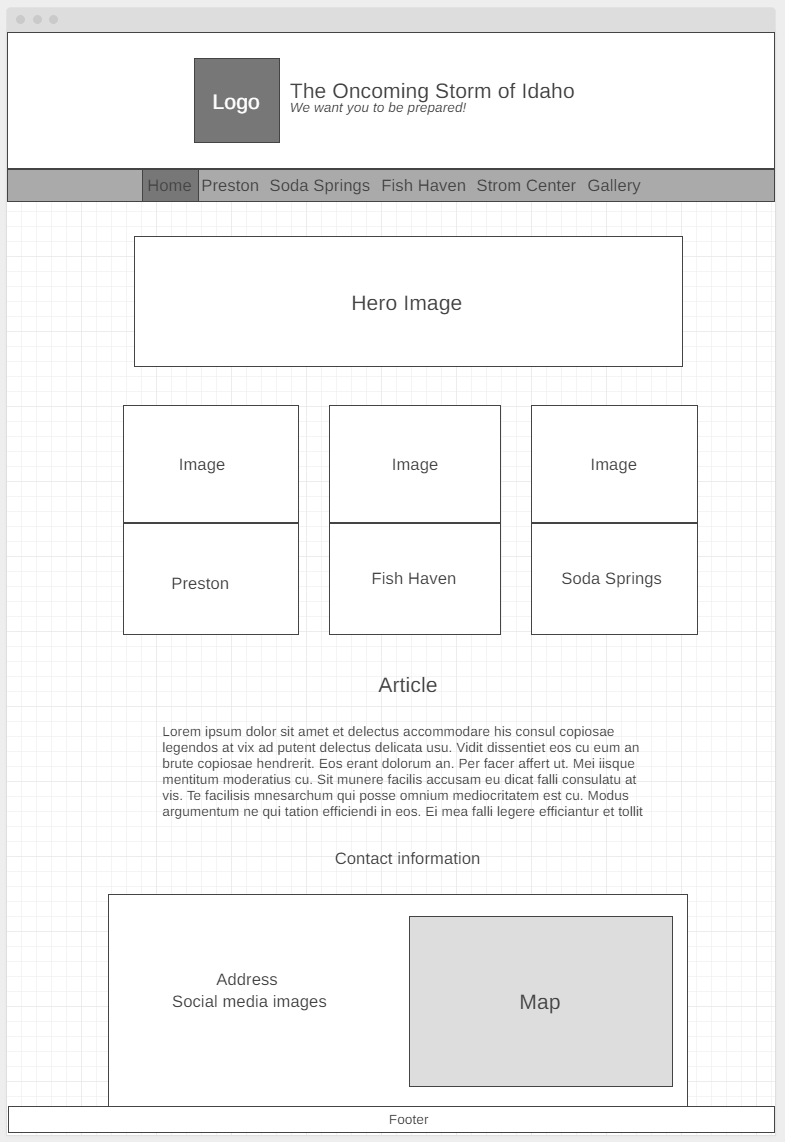 Logo
The Oncoming Storm of Idaho
We want you to be prepared!
Home Preston Soda Springs Fish Haven Strom Center Gallery
Hero Image
Image Image Image
Preston Fish Haven Soda Springs
Article
Lorem ipsum dolor sit amet et delectus accommodare his consul copiosae
legendos at vix ad putent delectus delicata usu. Vidit dissentiet eos cu eum an
brute copiosae hendrerit. Eos erant dolorum an. Per facer affert ut. Mei iisque
mentitum moderatius cu. Sit munere facilis accusam eu dicat falli consulatu at
vis. Te facilisis mnesarchum qui posse omnium mediocritatem est cu. Modus
argumentum ne qui tation efficiendi in eos. Ei mea falli legere efficiantur et tollit
Contact information
Address
Social media images
Map
Footer